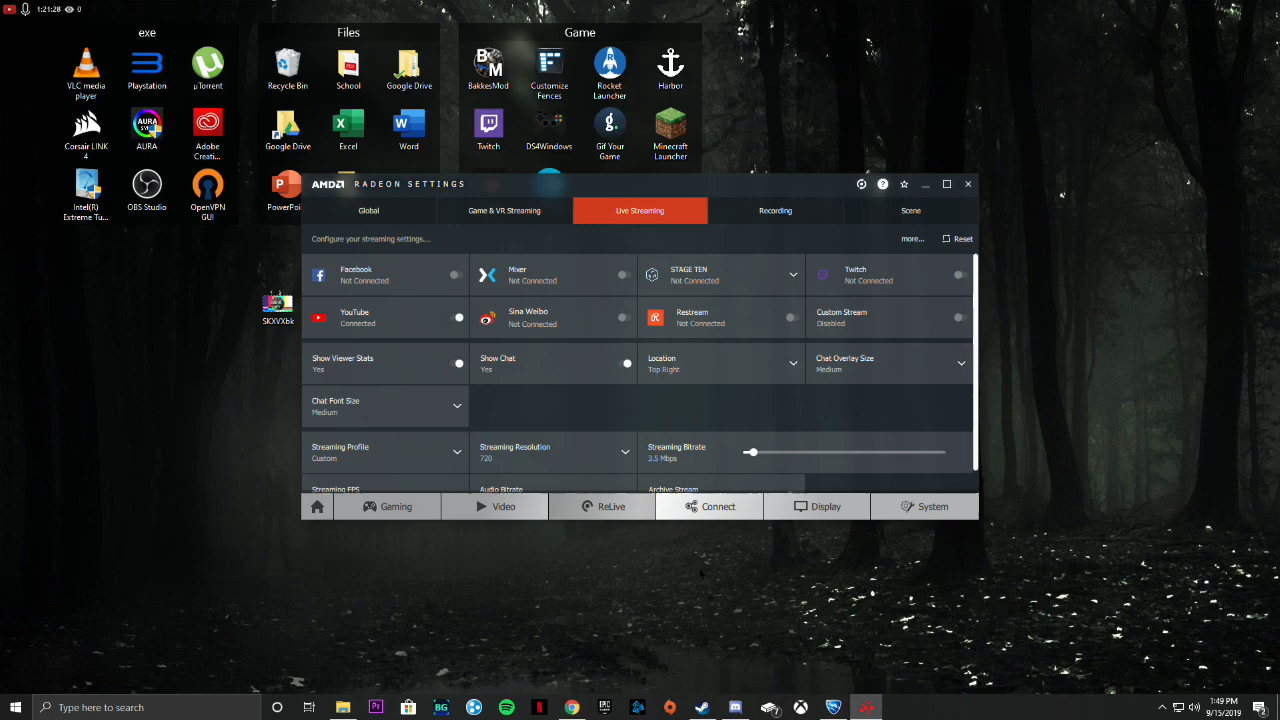 1:21:28 0
exe
Files
Game
VLC media player
Playstation
µTorrent
Recycle Bin
School
Google Drive
BakkesMod
Customize Fences
Rocket Launcher
Harbor
Corsair LINK 4
AURA
Adobe Creati...
Google Drive
Excel
Word
Twitch
DS4Windows
Gif Your Game
Minecraft Launcher
Intel(R) Extreme Tu...
OBS Studio
OpenVPN GUI
PowerPoi
SKXVXbk
AMD RADEON SETTINGS
Global
Game & VR Streaming
Live Streaming
Recording
Scene
Configure your streaming settings....
more...
Reset
Facebook
Not Connected
Mixer
Not Connected
STAGE TEN
Not Connected
Twitch
Not Connected
YouTube
Connected
Sina Weibo
Not Connected
Restream
Not Connected
Custom Stream
Disabled
Show Viewer Stats
Yes
Show Chat
Yes
Location
Top Right
Chat Overlay Size
Medium
Chat Font Size
Medium
Streaming Profile
Custom
Streaming Resolution
720
Streaming Bitrate
3.5 Mbps
Streaming FPS
Audio Bitrate
Archive Stream
Gaming
Video
ReLive
Connect
Display
System
Type here to search
1:49 PM
9/15/2019